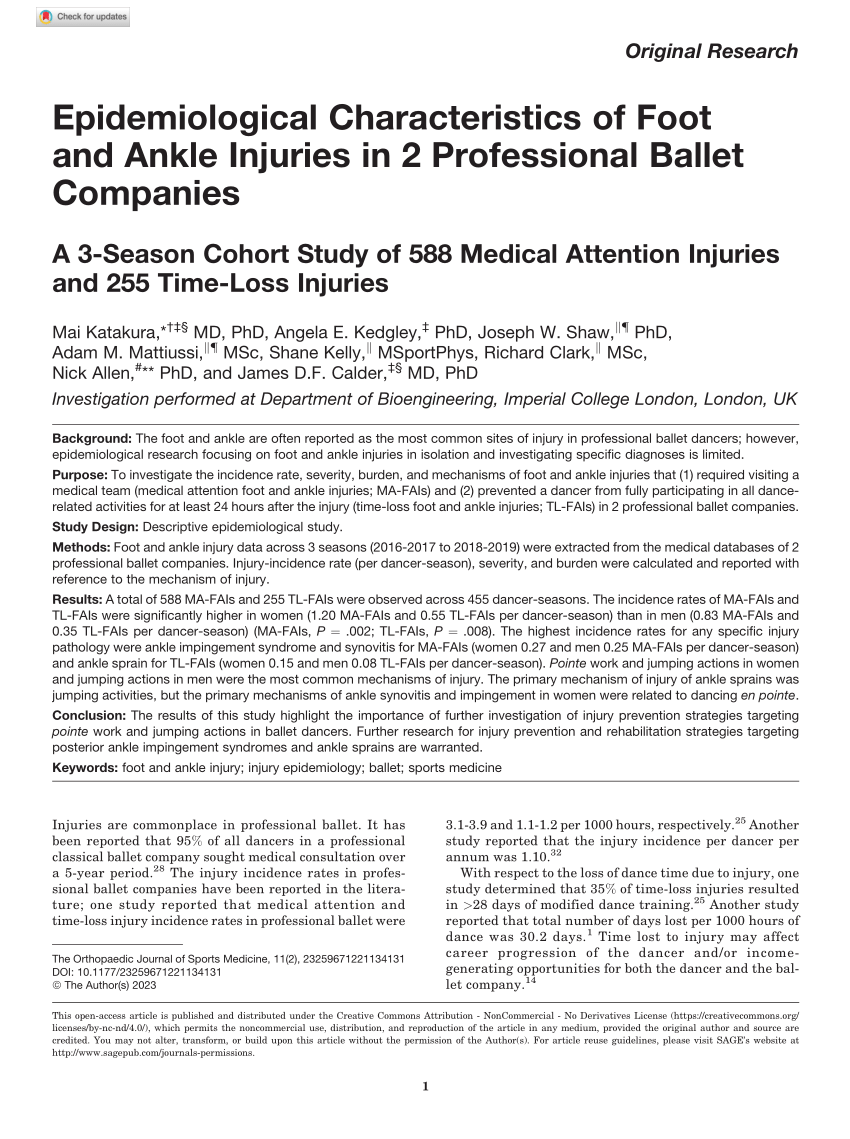 Check for updates
Original Research
Epidemiological Characteristics of Foot
and Ankle Injuries in 2 Professional Ballet
Companies
A 3-Season Cohort Study of 588 Medical Attention Injuries
and 255 Time-Loss Injuries
Mai Katakura,*†‡§ MD, PhD, Angela E. Kedgley,‡ PhD, Joseph W. Shaw,||¶ PhD,
Adam M. Mattiussi,||¶ MSc, Shane Kelly,|| MSportPhys, Richard Clark,|| MSc,
Nick Allen,#** PhD, and James D.F. Calder,‡§ MD, PhD
Investigation performed at Department of Bioengineering, Imperial College London, London, UK
Background: The foot and ankle are often reported as the most common sites of injury in professional ballet dancers; however,
epidemiological research focusing on foot and ankle injuries in isolation and investigating specific diagnoses is limited.
Purpose: To investigate the incidence rate, severity, burden, and mechanisms of foot and ankle injuries that (1) required visiting a
medical team (medical attention foot and ankle injuries; MA-FAIs) and (2) prevented a dancer from fully participating in all dance-
related activities for at least 24 hours after the injury (time-loss foot and ankle injuries; TL-FAIs) in 2 professional ballet companies.
Study Design: Descriptive epidemiological study.
Methods: Foot and ankle injury data across 3 seasons (2016-2017 to 2018-2019) were extracted from the medical databases of 2
professional ballet companies. Injury-incidence rate (per dancer-season), severity, and burden were calculated and reported with
reference to the mechanism of injury.
Results: A total of 588 MA-FAIs and 255 TL-FAIs were observed across 455 dancer-seasons. The incidence rates of MA-FAIs and
TL-FAIs were significantly higher in women (1.20 MA-FAIs and 0.55 TL-FAIs per dancer-season) than in men (0.83 MA-FAIs and
0.35 TL-FAIs per dancer-season) (MA-FAIs, P = .002; TL-FAIs, P = .008). The highest incidence rates for any specific injury
pathology were ankle impingement syndrome and synovitis for MA-FAIs (women 0.27 and men 0.25 MA-FAIs per dancer-season)
and ankle sprain for TL-FAIs (women 0.15 and men 0.08 TL-FAIs per dancer-season). Pointe work and jumping actions in women
and jumping actions in men were the most common mechanisms of injury. The primary mechanism of injury of ankle sprains was
jumping activities, but the primary mechanisms of ankle synovitis and impingement in women were related to dancing en pointe.
Conclusion: The results of this study highlight the importance of further investigation of injury prevention strategies targeting
pointe work and jumping actions in ballet dancers. Further research for injury prevention and rehabilitation strategies targeting
posterior ankle impingement syndromes and ankle sprains are warranted.
Keywords: foot and ankle injury; injury epidemiology; ballet; sports medicine
Injuries are commonplace in professional ballet. It has
been reported that 95% of all dancers in a professional
classical ballet company sought medical consultation over
a 5-year period.28 The injury incidence rates in profes-
sional ballet companies have been reported in the litera-
ture; one study reported that medical attention and
time-loss injury incidence rates in professional ballet were
3.1-3.9 and 1.1-1.2 per 1000 hours, respectively.25 Another
study reported that the injury incidence per dancer per
annum was 1.10.32
With respect to the loss of dance time due to injury, one
study determined that 35% of time-loss injuries resulted
in >28 days of modified dance training.25 Another study
reported that total number of days lost per 1000 hours of
dance was 30.2 days.1 Time lost to injury may affect
career progression of the dancer and/or income-
generating opportunities for both the dancer and the bal-
let company.14
The Orthopaedic Journal of Sports Medicine, 11(2), 23259671221134131
DOI: 10.1177/23259671221134131
© The Author(s) 2023
This open-access article is published and distributed under the Creative Commons Attribution - NonCommercial - No Derivatives License (https://creativecommons.org/
licenses/by-nc-nd/4.0/), which permits the noncommercial use, distribution, and reproduction of the article in any medium, provided the original author and source are
credited. You may not alter, transform, or build upon this article without the permission of the Author(s). For article reuse guidelines, please visit SAGE's website at
http://www.sagepub.com/journals-permissions.
1